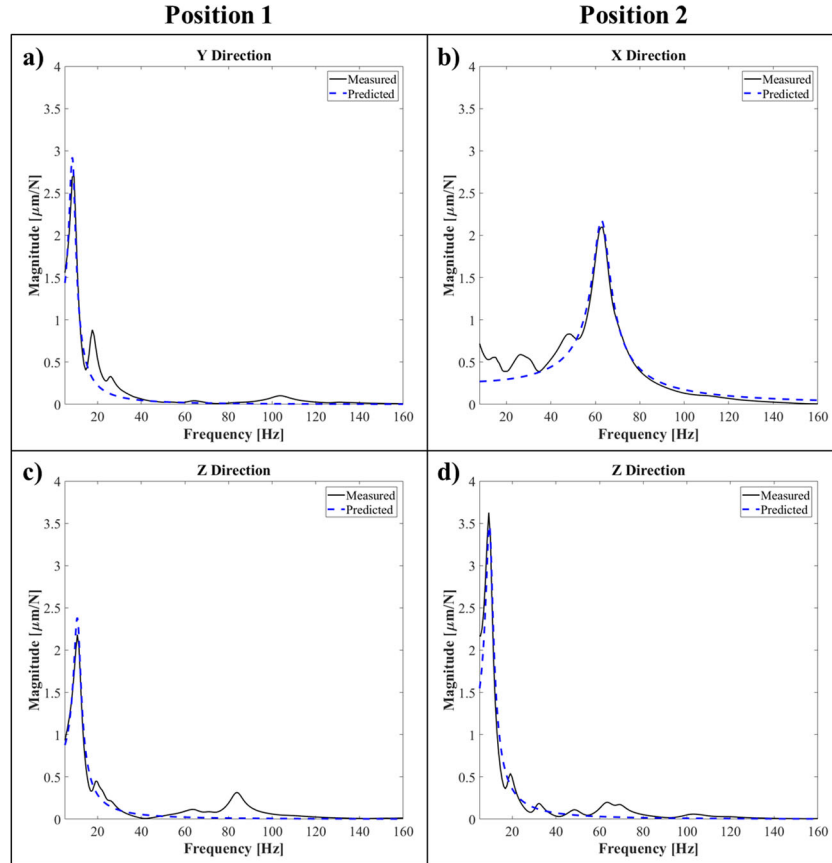 Position 1
Position 2
a)
Y Direction
Measured
Predicted
4
3.5
3
2.5
2
1.5
1
0.5
0
Magnitude [μm/N]
20 40 60 80 100 120 140 160
Frequency [Hz]
b)
X Direction
Measured
Predicted
4
3.5
3
2.5
2
1.5
1
0.5
0
Magnitude [μm/N]
20 40 60 80 100 120 140 160
Frequency [Hz]
c)
Z Direction
Measured
Predicted
4
3.5
3
2.5
2
1.5
1
0.5
0
Magnitude [μm/N]
20 40 60 80 100 120 140 160
Frequency [Hz]
d)
Z Direction
Measured
Predicted
4
3.5
3
2.5
2
1.5
1
0.5
0
Magnitude [μm/N]
20 40 60 80 100 120 140 160
Frequency [Hz]